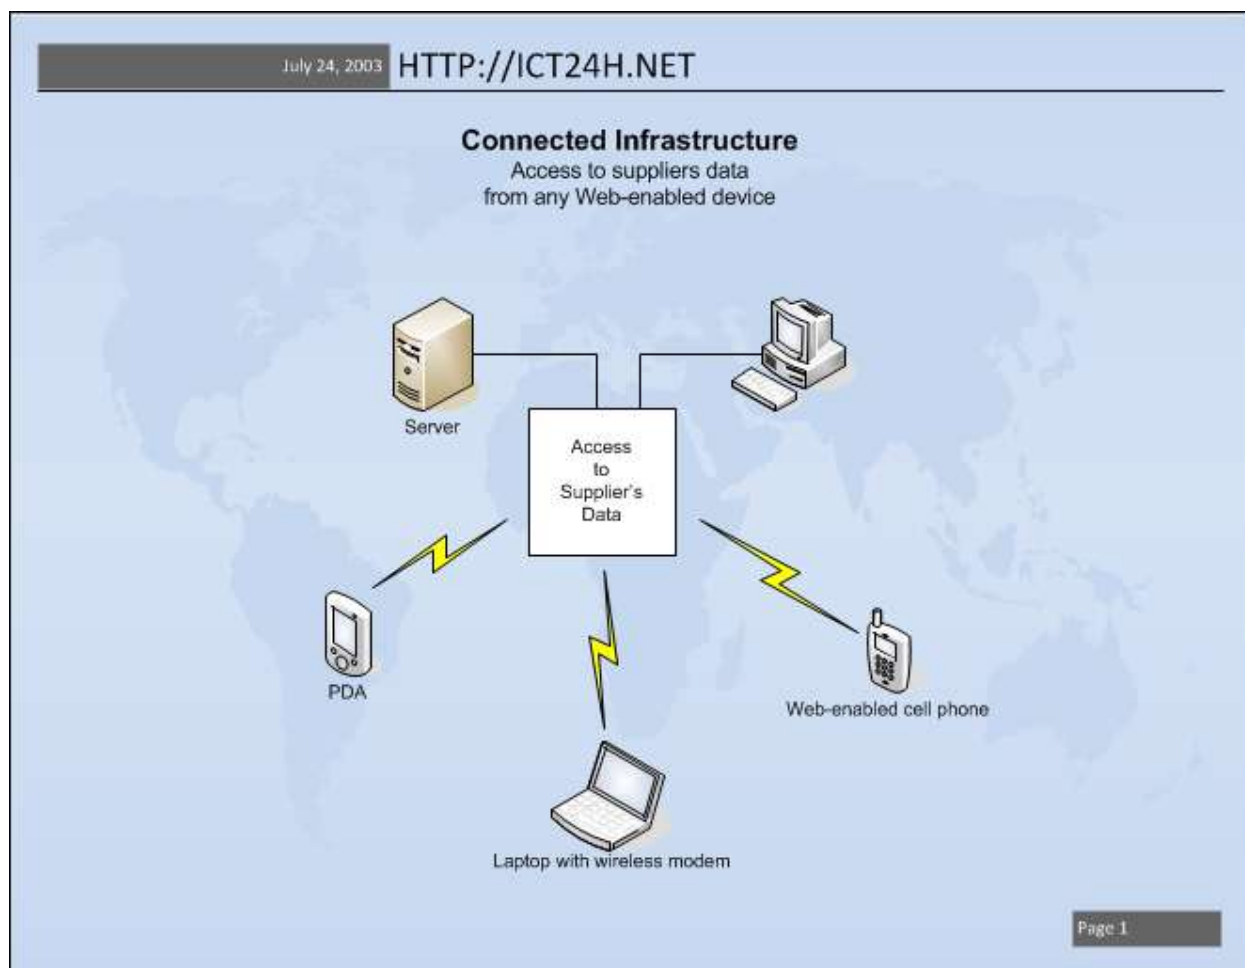 July 24, 2003 HTTP://ICT24H.NET
Connected Infrastructure
Access to suppliers data
from any Web-enabled device
Server
Access
to
Supplier's
Data
PDA
Web-enabled cell phone
Laptop with wireless modem
Page 1